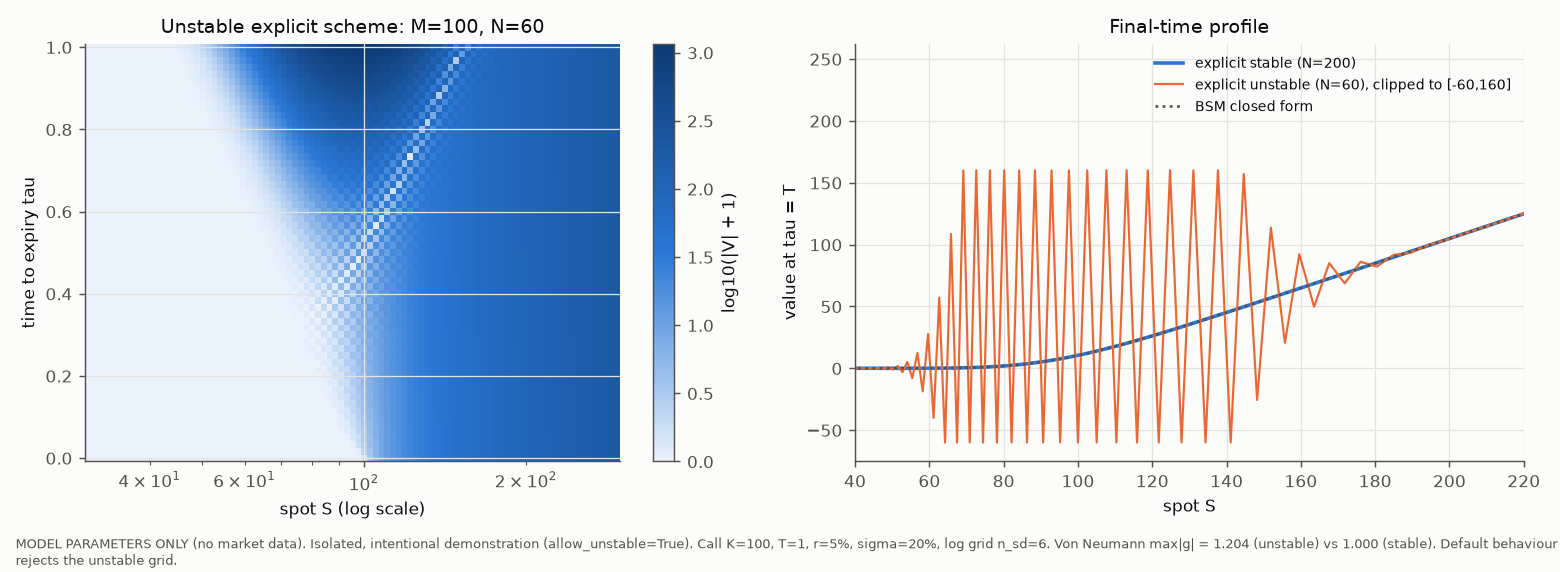 Unstable explicit scheme: M=100, N=60
time to expiry tau
1.0
0.8
0.6
0.4
0.2
0.0
4 × 10¹
6 × 10¹
10²
2 × 10²
spot S (log scale)
3.0
2.5
2.0
1.5
1.0
0.5
0.0
log10(|V| + 1)
Final-time profile
explicit stable (N=200)
explicit unstable (N=60), clipped to [-60,160]
BSM closed form
value at tau = T
250
200
150
100
50
0
−50
40
60
80
100
120
140
160
180
200
220
spot S
MODEL PARAMETERS ONLY (no market data). Isolated, intentional demonstration (allow_unstable=True). Call K=100, T=1, r=5%, sigma=20%, log grid n_sd=6. Von Neumann max|g| = 1.204 (unstable) vs 1.000 (stable). Default behaviour
rejects the unstable grid.